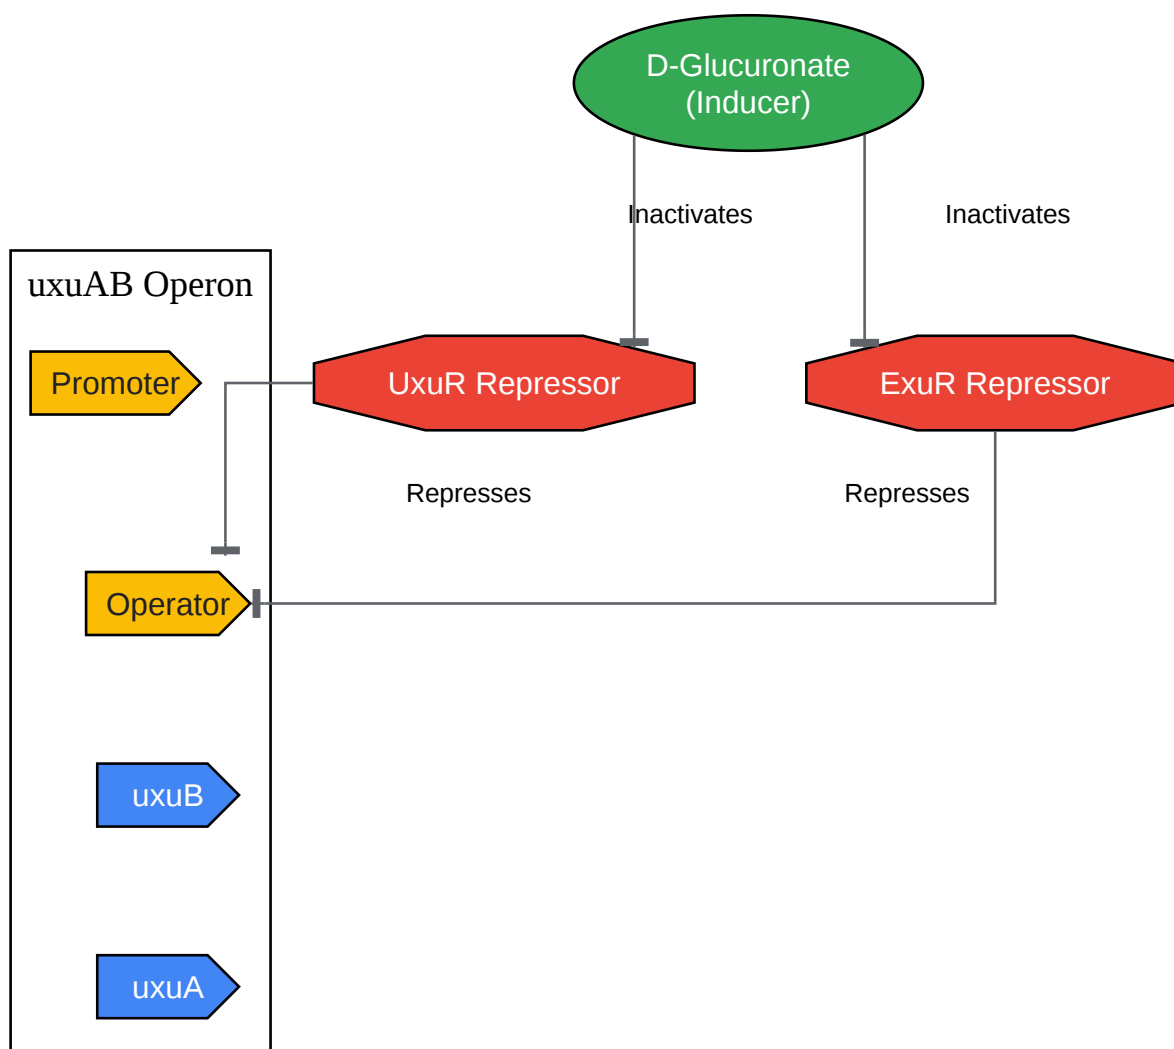 D-Glucuronate
(Inducer)
Inactivates
Inactivates
uxuAB Operon
Promoter
UxuR Repressor
ExuR Repressor
Represses
Represses
Operator
uxuB
uxuA